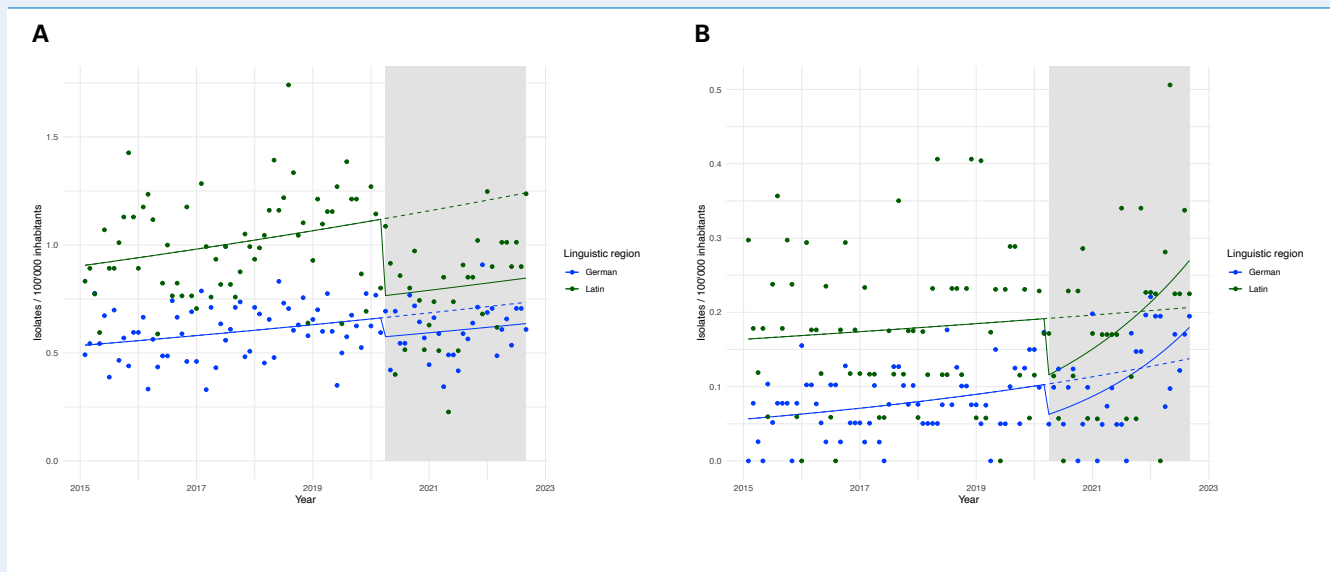 A
Isolates / 100'000 inhabitants
1.5
1.0
0.5
0.0
2015
2017
2019
2021
2023
Year
Linguistic region
German
Latin
B
Isolates / 100'000 inhabitants
0.5
0.4
0.3
0.2
0.1
0.0
2015
2017
2019
2021
2023
Year
Linguistic region
German
Latin